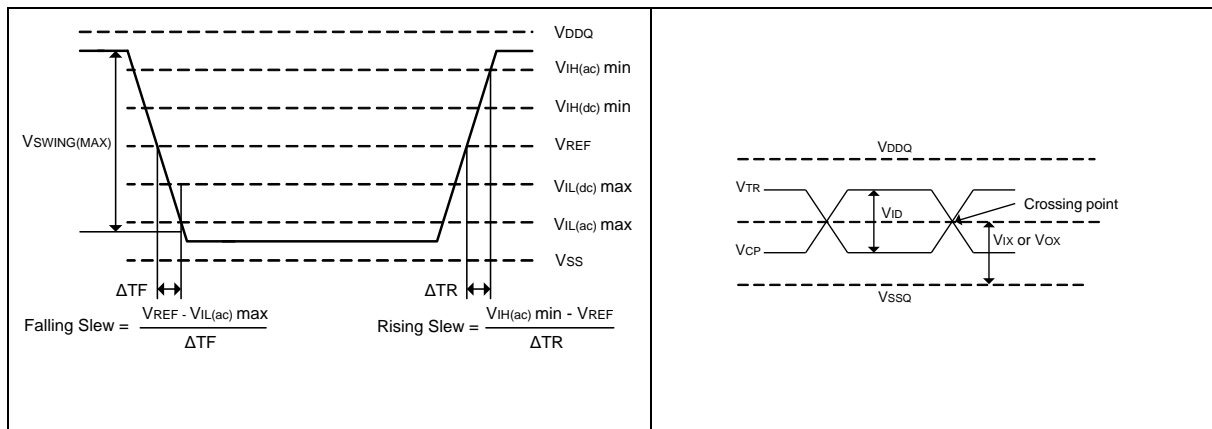 VDDQ
VIH(ac) min
VIH(dc) min
VSWING(MAX)
VREF
VIL(dc) max
VIL(ac) max
VSS
ΔTF
ΔTR
Falling Slew = VREF - VIL(ac) max
ΔTF
Rising Slew = VIH(ac) min - VREF
ΔTR
VDDQ
VTR
VID
Crossing point
VCP
VIX or VOX
VSSQ